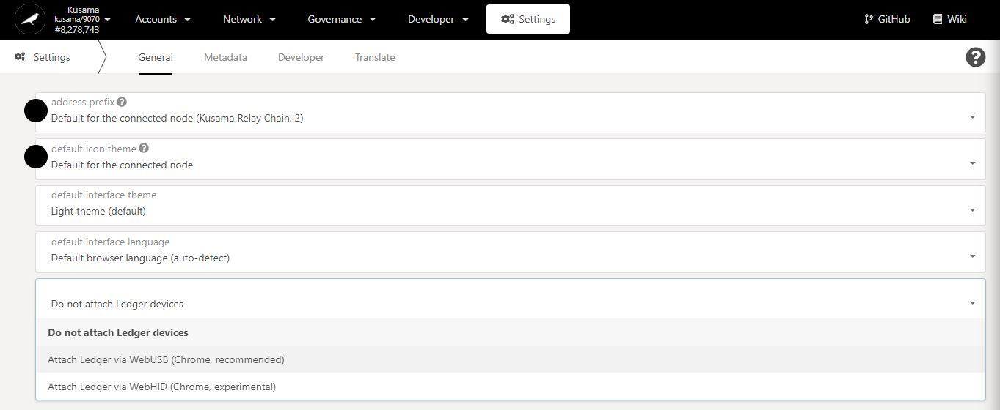 Kusama
kusama/9070
#8,278,743
Accounts
Network
Governance
Developer
Settings
GitHub
Wiki
Settings
General
Metadata
Developer
Translate
address prefix
Default for the connected node (Kusama Relay Chain, 2)
default icon theme
Default for the connected node
default interface theme
Light theme (default)
default interface language
Default browser language (auto-detect)
Do not attach Ledger devices
Do not attach Ledger devices
Attach Ledger via WebUSB (Chrome, recommended)
Attach Ledger via WebHID (Chrome, experimental)